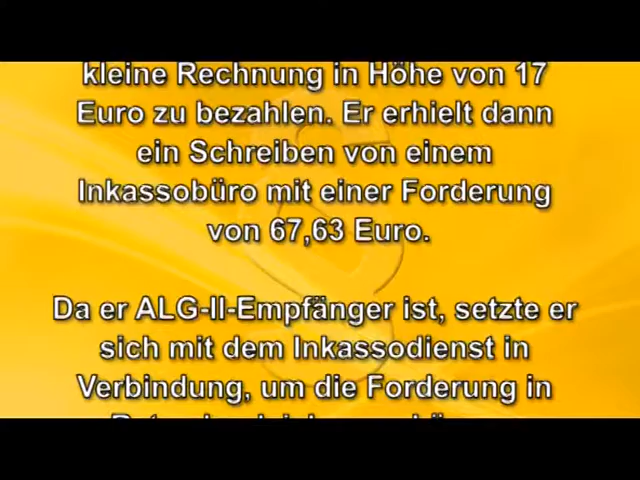 kleine Rechnung in Höhe von 17
Euro zu bezahlen. Er erhielt dann
ein Schreiben von einem
Inkassobüro mit einer Forderung
von 67,63 Euro.
Da er ALG-II-Empfänger ist, setzte er
sich mit dem Inkassodienst in
Verbindung, um die Forderung in